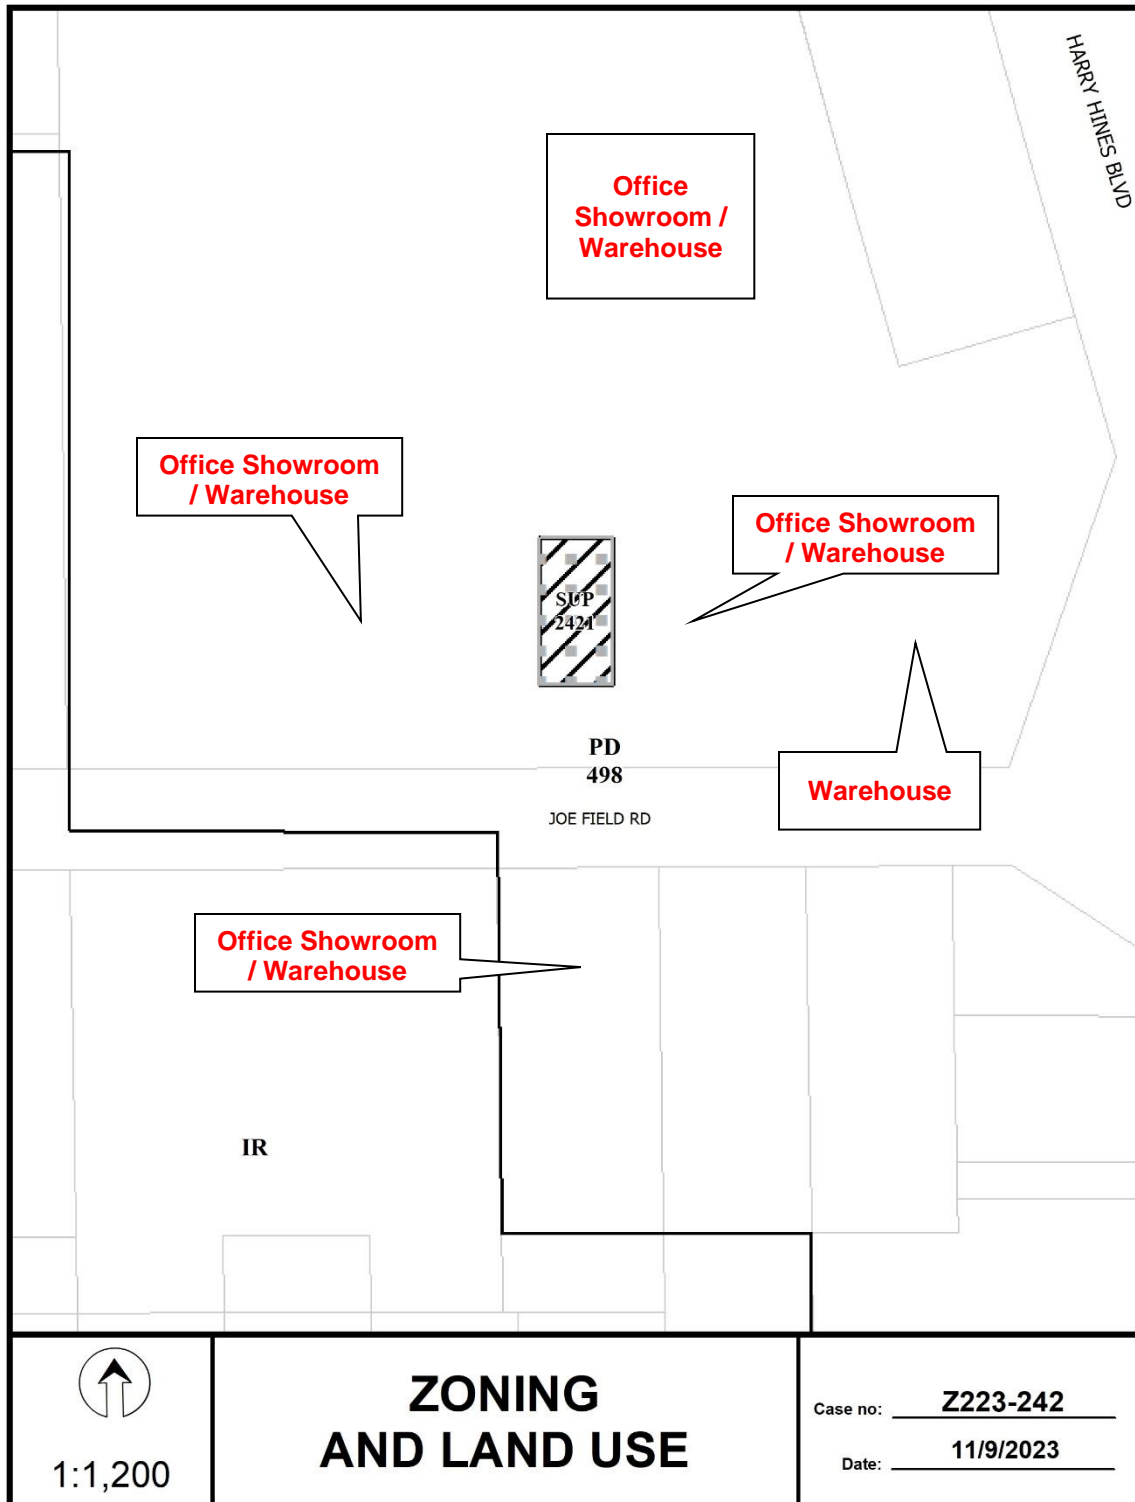 HARRY HINES BLVD
Office
Showroom /
Warehouse
Office Showroom
/ Warehouse
Office Showroom
/ Warehouse
SUP
2421
PD
498
Warehouse
JOE FIELD RD
Office Showroom
/ Warehouse
IR
1:1,200
ZONING
AND LAND USE
Case no: Z223-242
Date: 11/9/2023